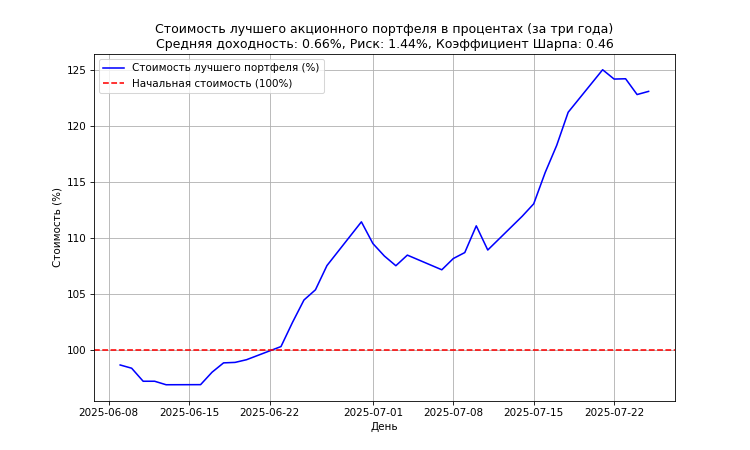 Стоимость лучшего акционного портфеля в процентах (за три года)
Средняя доходность: 0.66%, Риск: 1.44%, Коэффициент Шарпа: 0.46
Стоимость лучшего портфеля (%)
Начальная стоимость (100%)
Стоимость (%)
125
120
115
110
105
100
2025-06-08 2025-06-15 2025-06-22 2025-07-01 2025-07-08 2025-07-15 2025-07-22
День